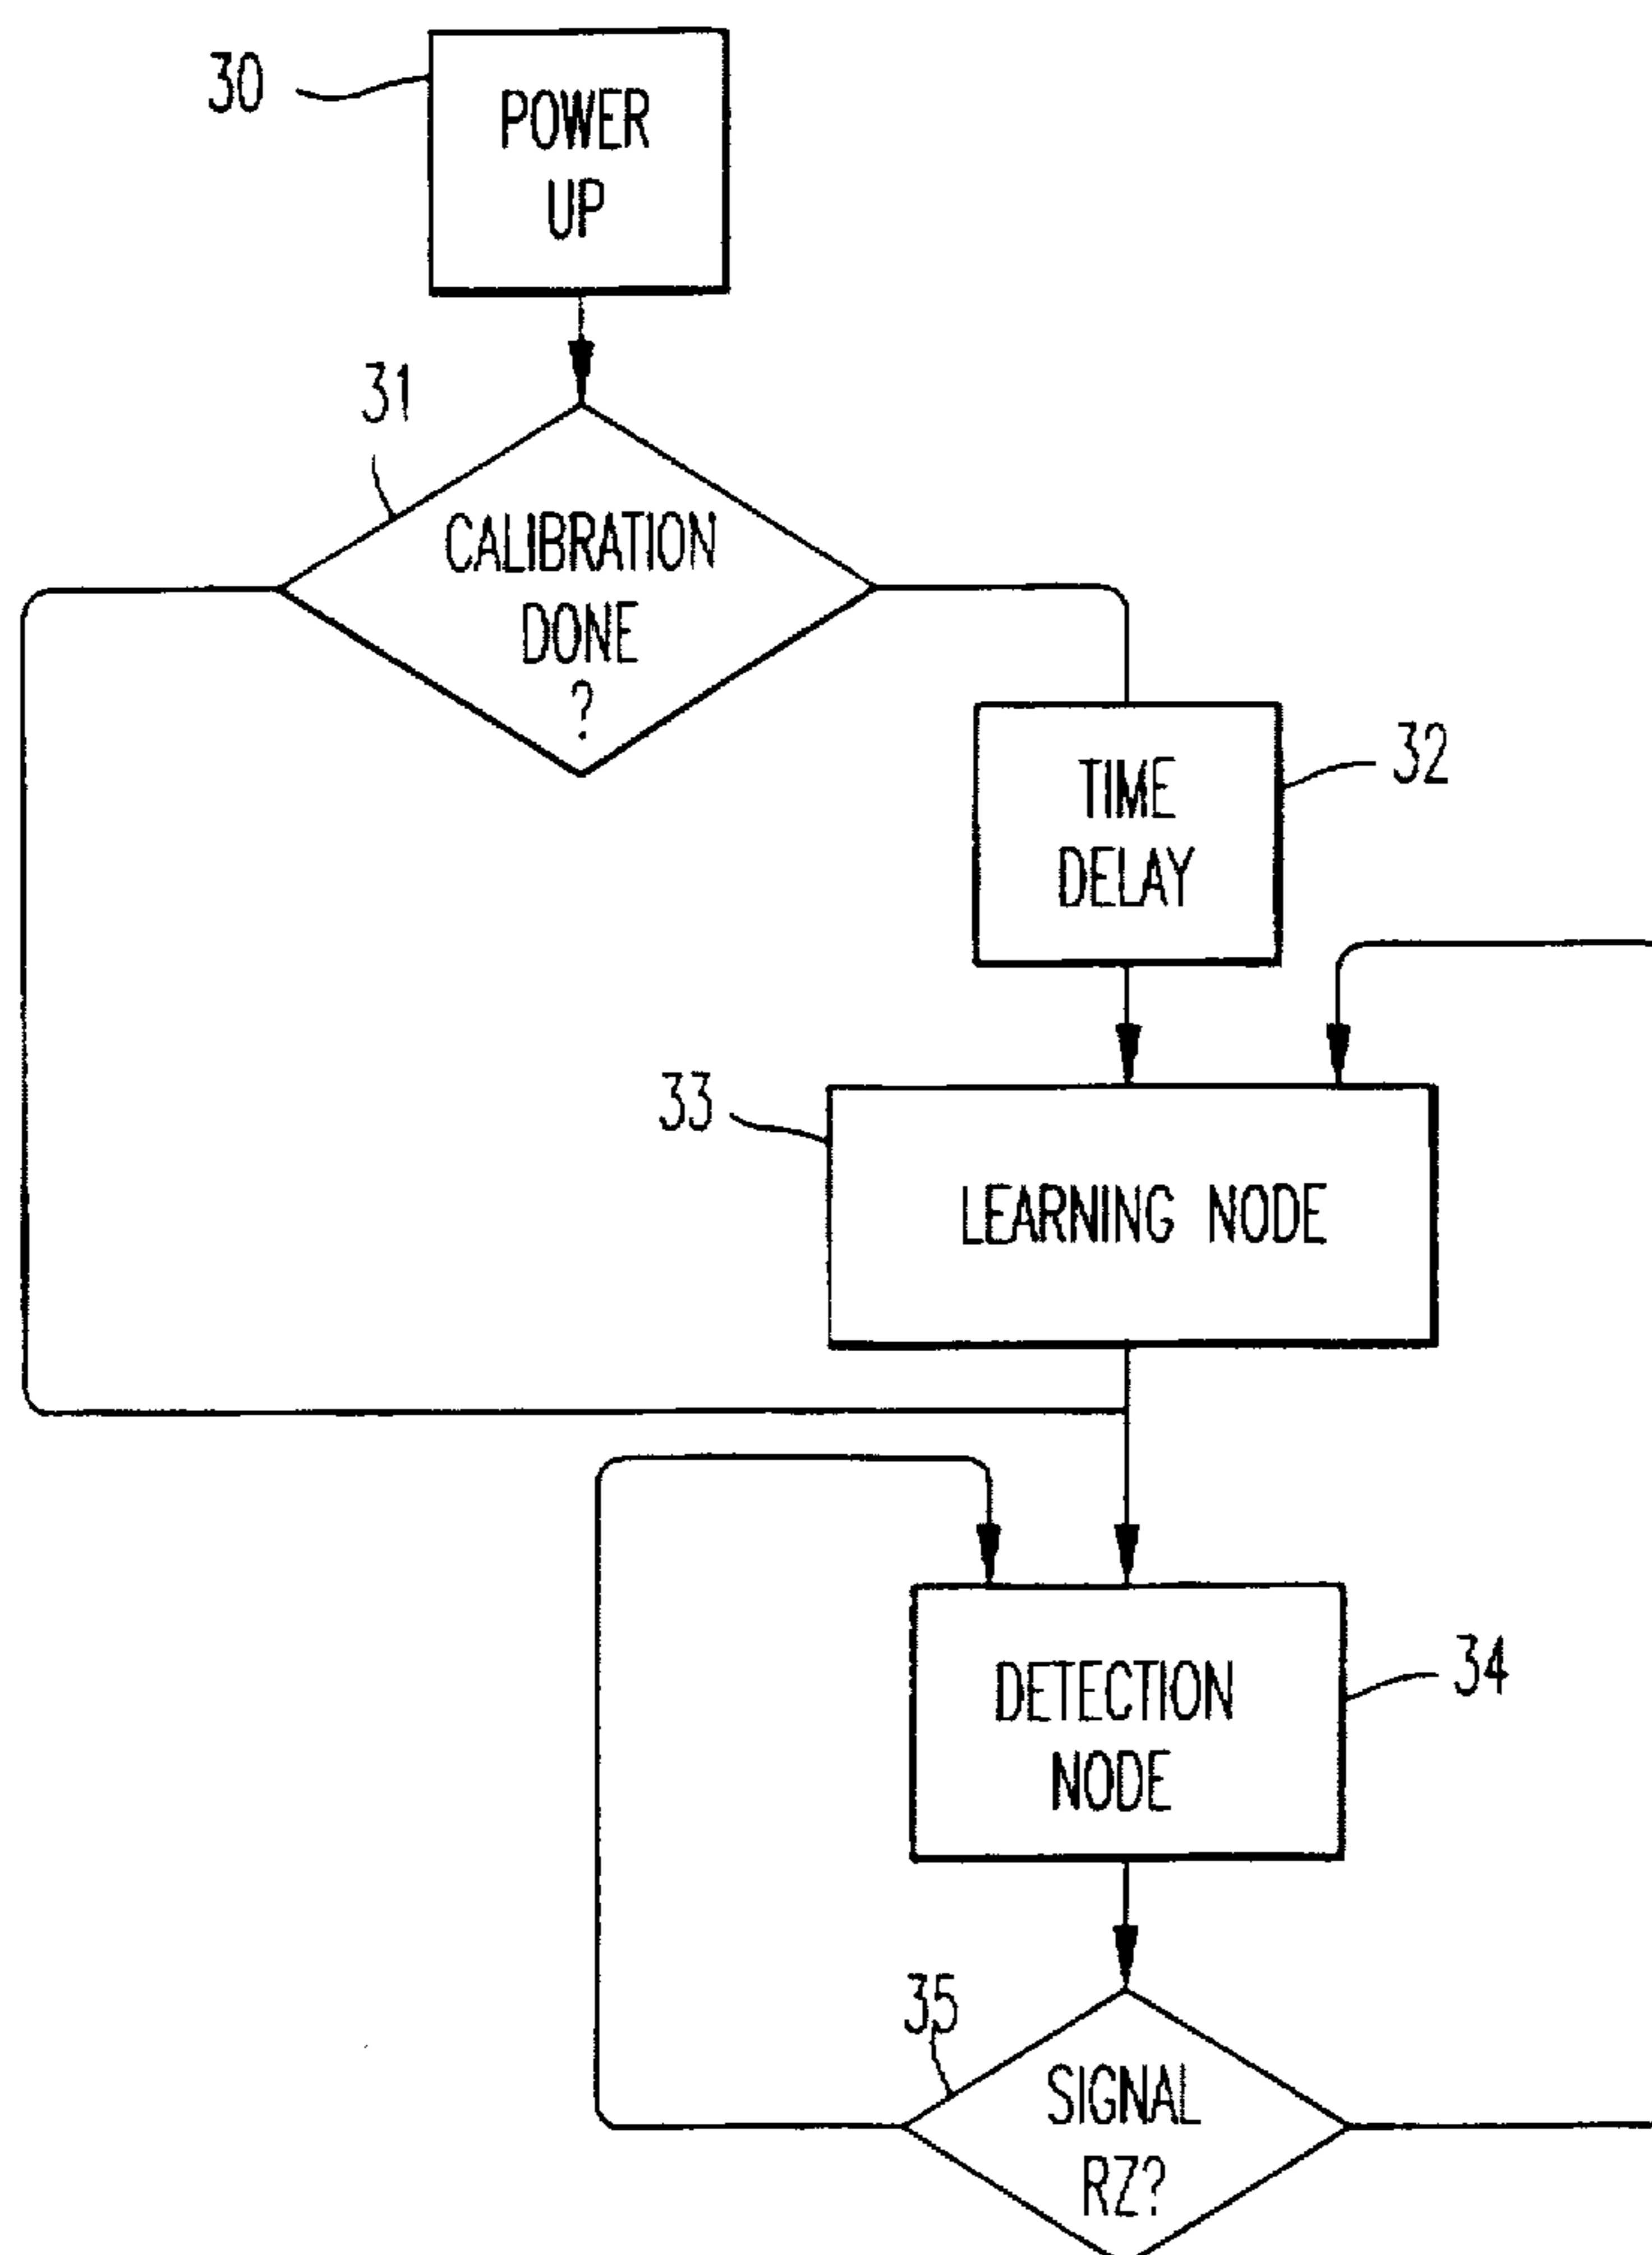 30
POWER
UP
31
CALIBRATION
DONE
?
TIME
DELAY
32
33
LEARNING NODE
DETECTION
NODE
34
35
SIGNAL
RZ?